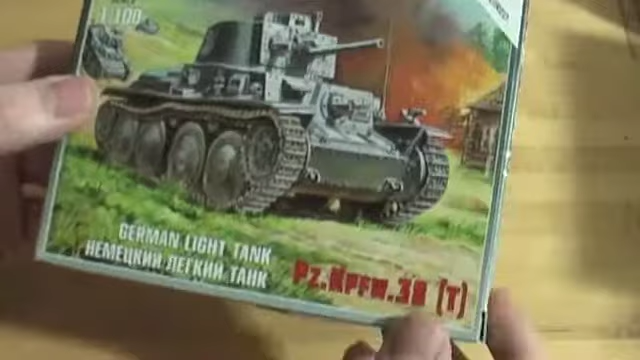 1:100
GERMAN LIGHT TANK
НЕМЕЦКИЙ ЛЕГКИЙ ТАНК
Pz.Kpfw.38 (T)